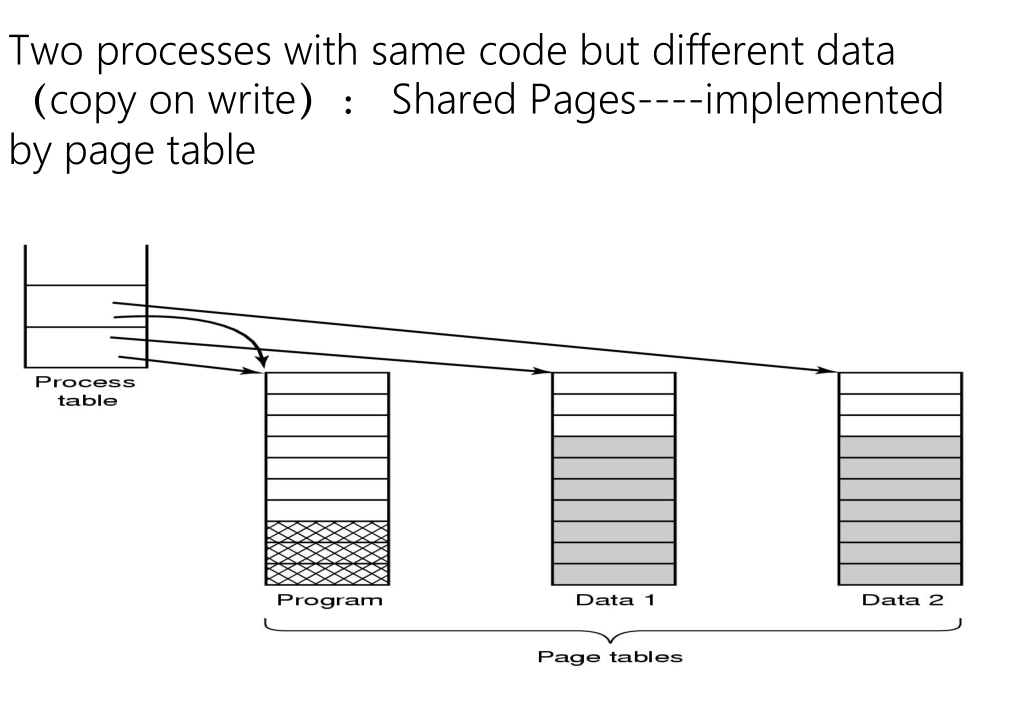 Two processes with same code but different data
（copy on write）： Shared Pages----implemented
by page table
Process
table
Program
Data 1
Data 2
Page tables